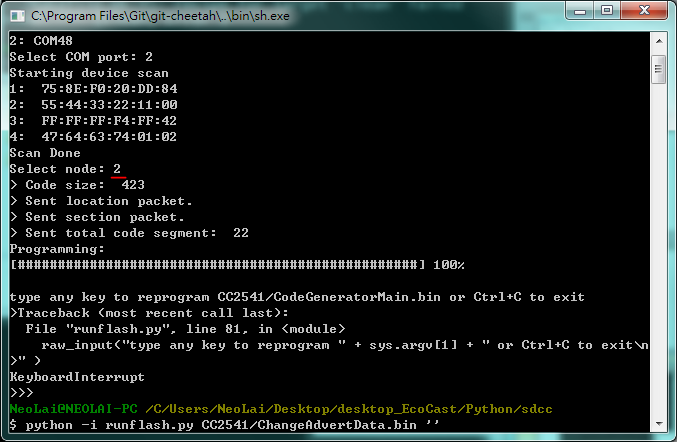 C:\Program Files\Git\git-cheetah\..\bin\sh.exe
2: COM48
Select COM port: 2
Starting device scan
1:  75:8E:F0:20:DD:84
2:  55:44:33:22:11:00
3:  FF:FF:FF:F4:FF:42
4:  47:64:63:74:01:02
Scan Done
Select node: 2
> Code size:  423
> Sent location packet.
> Sent section packet.
> Sent total code segment:  22
Programming:
[##################################################] 100%
type any key to reprogram CC2541/CodeGeneratorMain.bin or Ctrl+C to exit
>Traceback (most recent call last):
  File "runflash.py", line 81, in <module>
    raw_input("type any key to reprogram " + sys.argv[1] + " or Ctrl+C to exit\n
>" )
KeyboardInterrupt
>>>
NeoLai@NEOLAI-PC /C/Users/NeoLai/Desktop/desktop_EcoCast/Python/sdcc
$ python -i runflash.py CC2541/ChangeAdvertData.bin ''